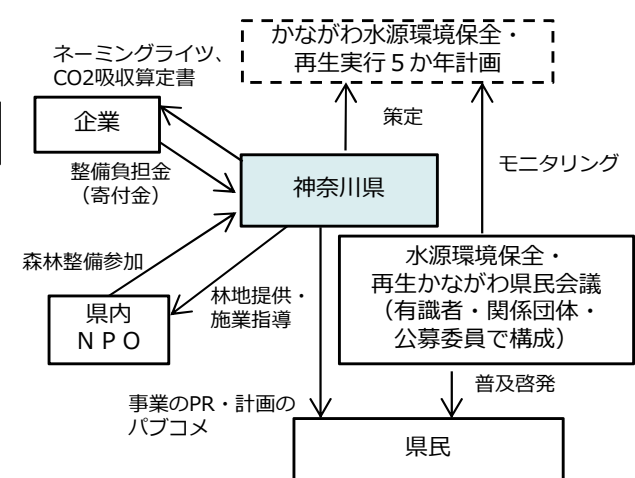 かながわ水源環境保全・
再生実行５か年計画
ネーミングライツ、
CO2吸収算定書
企業
策定
モニタリング
整備負担金
（寄付金）
神奈川県
森林整備参加
水源環境保全・
再生かながわ県民会議
（有識者・関係団体・
公募委員で構成）
県内
ＮＰＯ
林地提供・
施業指導
普及啓発
事業のPR・計画の
パブコメ
県民